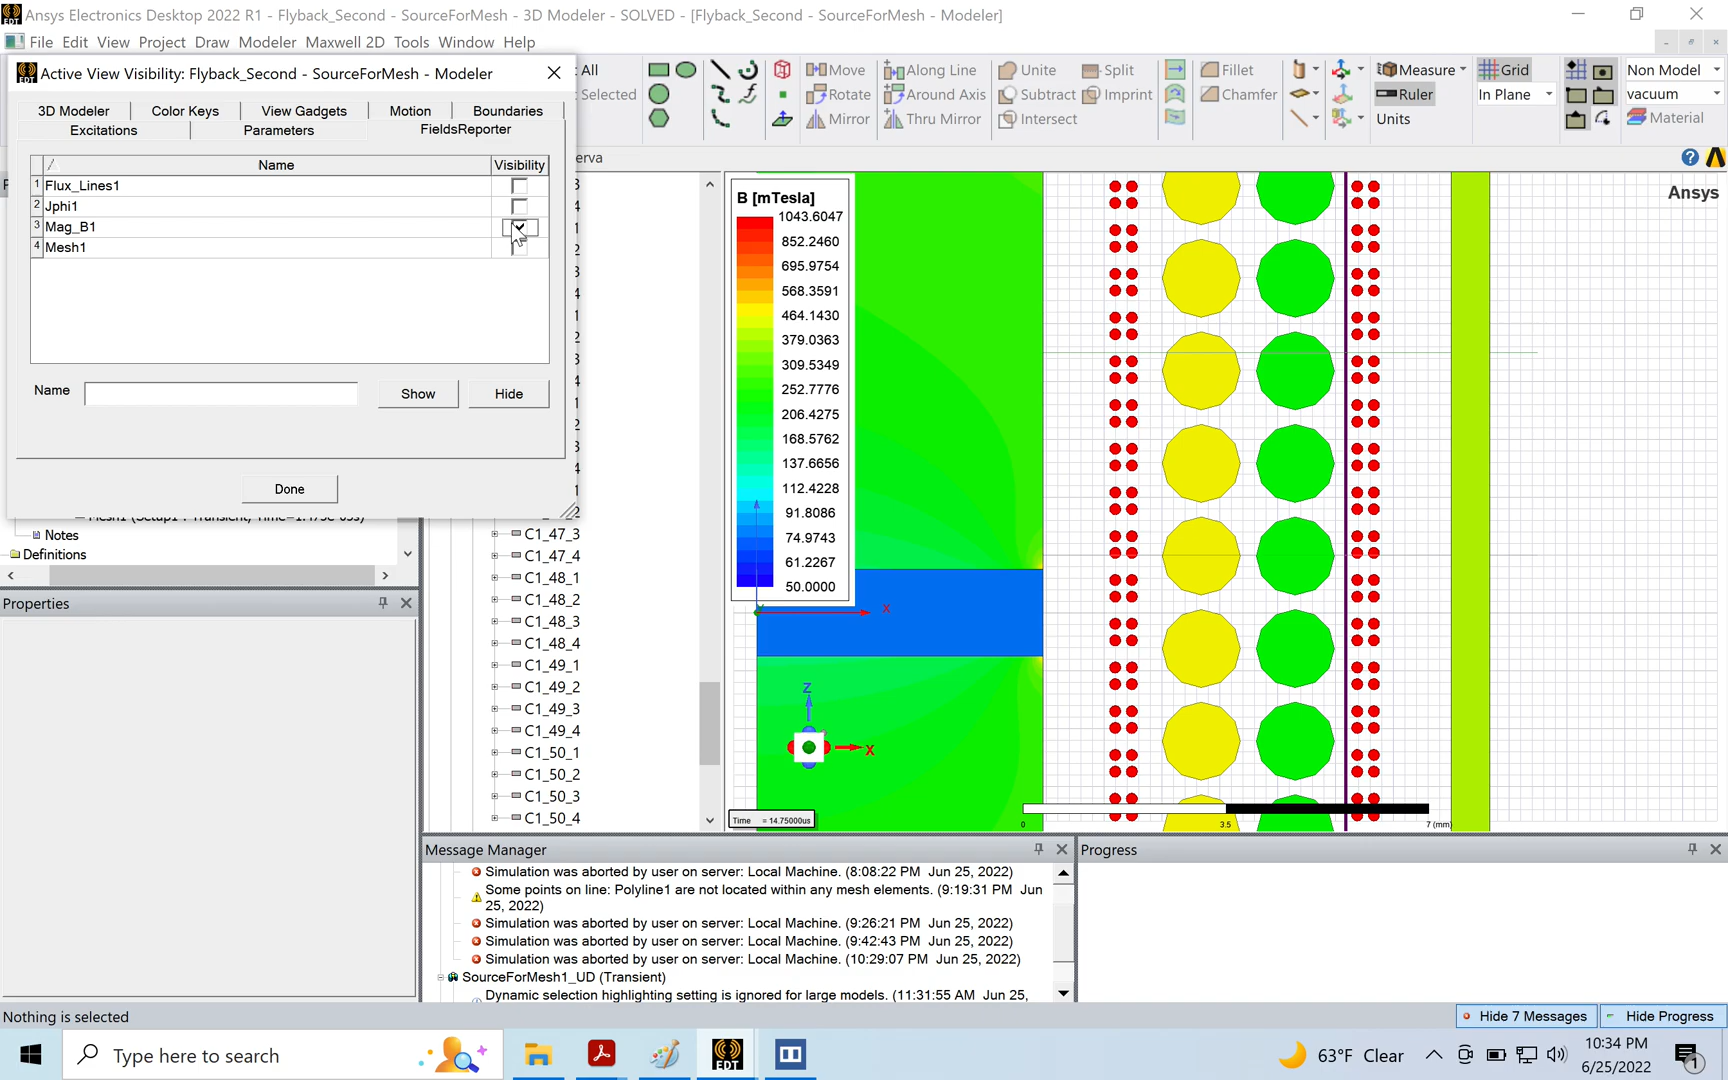 Ansys Electronics Desktop 2022 R1 - Flyback_Second - SourceForMesh - 3D Modeler - SOLVED - [Flyback_Second - SourceForMesh - Modeler]
File Edit View Project Draw Modeler Maxwell 2D Tools Window Help
Active View Visibility: Flyback_Second - SourceForMesh - Modeler
3D Modeler Color Keys View Gadgets Motion Boundaries
Excitations Parameters FieldsReporter
Name Visibility
1 Flux_Lines1
2 Jphi1
3 Mag_B1
4 Mesh1
Name Show Hide
Done
All
Selected
Move Along Line Unite Split Fillet Measure Grid Non Model
Rotate Around Axis Subtract Imprint Chamfer Ruler In Plane vacuum
Mirror Thru Mirror Intersect Units Material
erva
Ansys
B [mTesla]
1043.6047
852.2460
695.9754
568.3591
464.1430
379.0363
309.5349
252.7776
206.4275
168.5762
137.6656
112.4228
91.8086
74.9743
61.2267
50.0000
X
Z
X
Time = 14.75000us
0 3.5 7 (mm)
Notes
Definitions
Properties
C1_47_3
C1_47_4
C1_48_1
C1_48_2
C1_48_3
C1_48_4
C1_49_1
C1_49_2
C1_49_3
C1_49_4
C1_50_1
C1_50_2
C1_50_3
C1_50_4
Message Manager
Simulation was aborted by user on server: Local Machine. (8:08:22 PM Jun 25, 2022)
Some points on line: Polyline1 are not located within any mesh elements. (9:19:31 PM Jun
25, 2022)
Simulation was aborted by user on server: Local Machine. (9:26:21 PM Jun 25, 2022)
Simulation was aborted by user on server: Local Machine. (9:42:43 PM Jun 25, 2022)
Simulation was aborted by user on server: Local Machine. (10:29:07 PM Jun 25, 2022)
SourceForMesh1_UD (Transient)
Dynamic selection highlighting setting is ignored for large models. (11:31:55 AM Jun 25,
Progress
Nothing is selected
Hide 7 Messages Hide Progress
Type here to search
EDT
63°F Clear
10:34 PM
6/25/2022
1